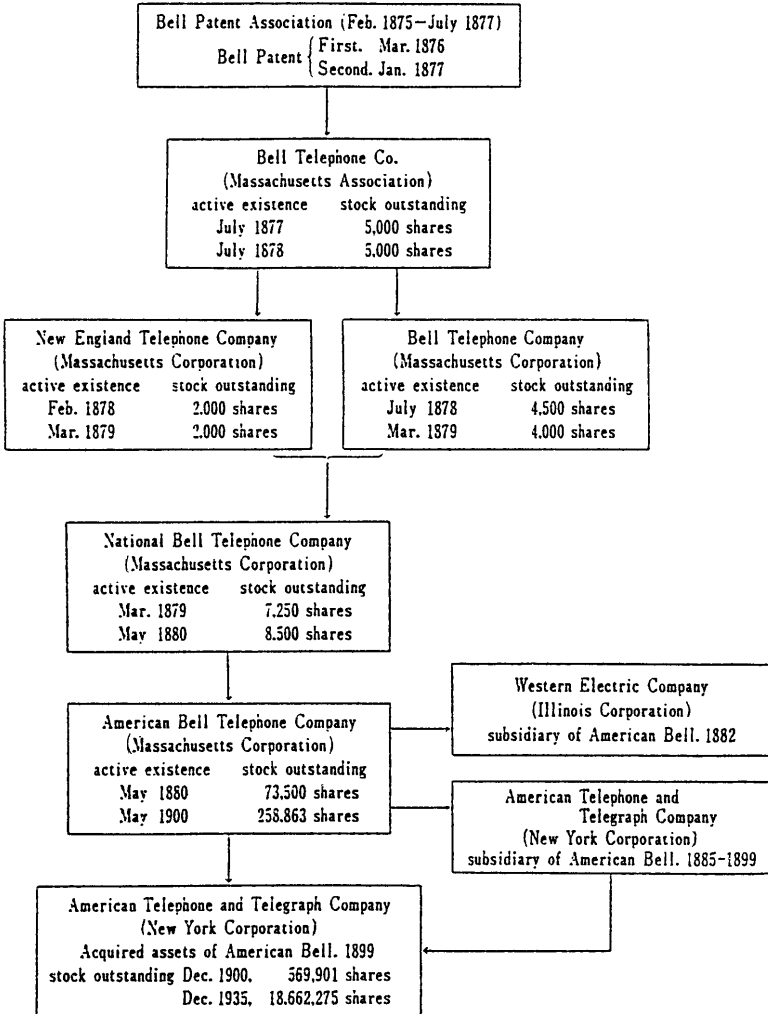 Bell Patent Association (Feb. 1875–July 1877)
Bell Patent { First. Mar. 1876
Second. Jan. 1877
Bell Telephone Co.
(Massachusetts Association)
active existence stock outstanding
July 1877 5,000 shares
July 1878 5,000 shares
New England Telephone Company
(Massachusetts Corporation)
active existence stock outstanding
Feb. 1878 2,000 shares
Mar. 1879 2,000 shares
Bell Telephone Company
(Massachusetts Corporation)
active existence stock outstanding
July 1878 4,500 shares
Mar. 1879 4,000 shares
National Bell Telephone Company
(Massachusetts Corporation)
active existence stock outstanding
Mar. 1879 7,250 shares
May 1880 8,500 shares
American Bell Telephone Company
(Massachusetts Corporation)
active existence stock outstanding
May 1880 73,500 shares
May 1900 258,863 shares
Western Electric Company
(Illinois Corporation)
subsidiary of American Bell. 1882
American Telephone and
Telegraph Company
(New York Corporation)
subsidiary of American Bell. 1885-1899
American Telephone and Telegraph Company
(New York Corporation)
Acquired assets of American Bell. 1899
stock outstanding Dec. 1900, 569,901 shares
Dec. 1935, 18,662,275 shares